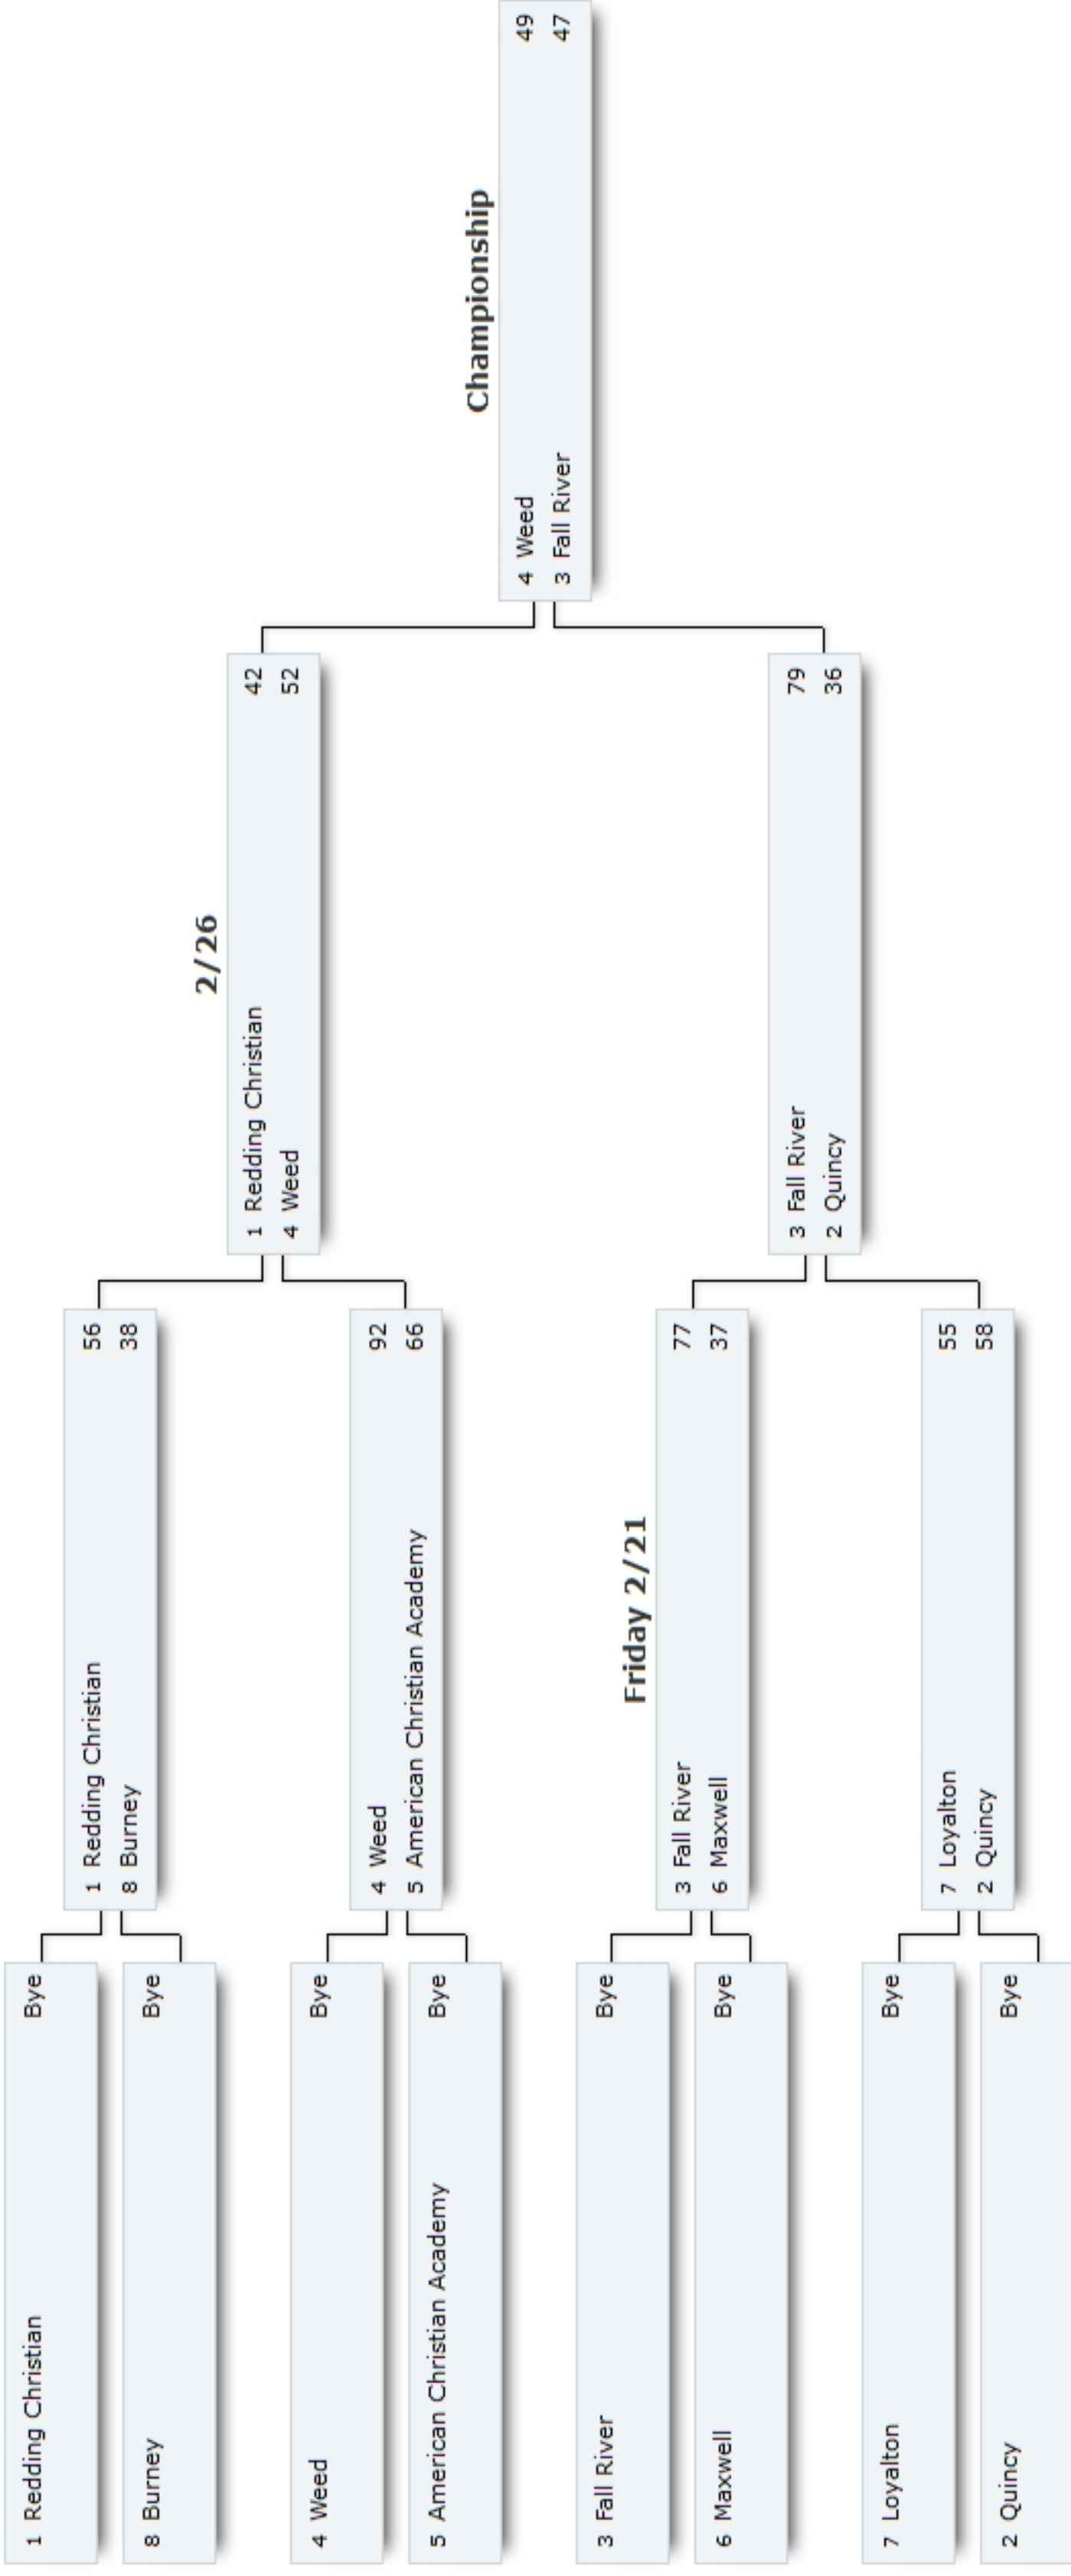 1 Redding Christian Bye
8 Burney Bye
4 Weed Bye
5 American Christian Academy Bye
3 Fall River Bye
6 Maxwell Bye
7 Loyalton Bye
2 Quincy Bye
1 Redding Christian 56
8 Burney 38
4 Weed 92
5 American Christian Academy 66
Friday 2/21
3 Fall River 77
6 Maxwell 37
7 Loyalton 55
2 Quincy 58
2/26
1 Redding Christian 42
4 Weed 52
3 Fall River 79
2 Quincy 36
Championship
4 Weed 49
3 Fall River 47